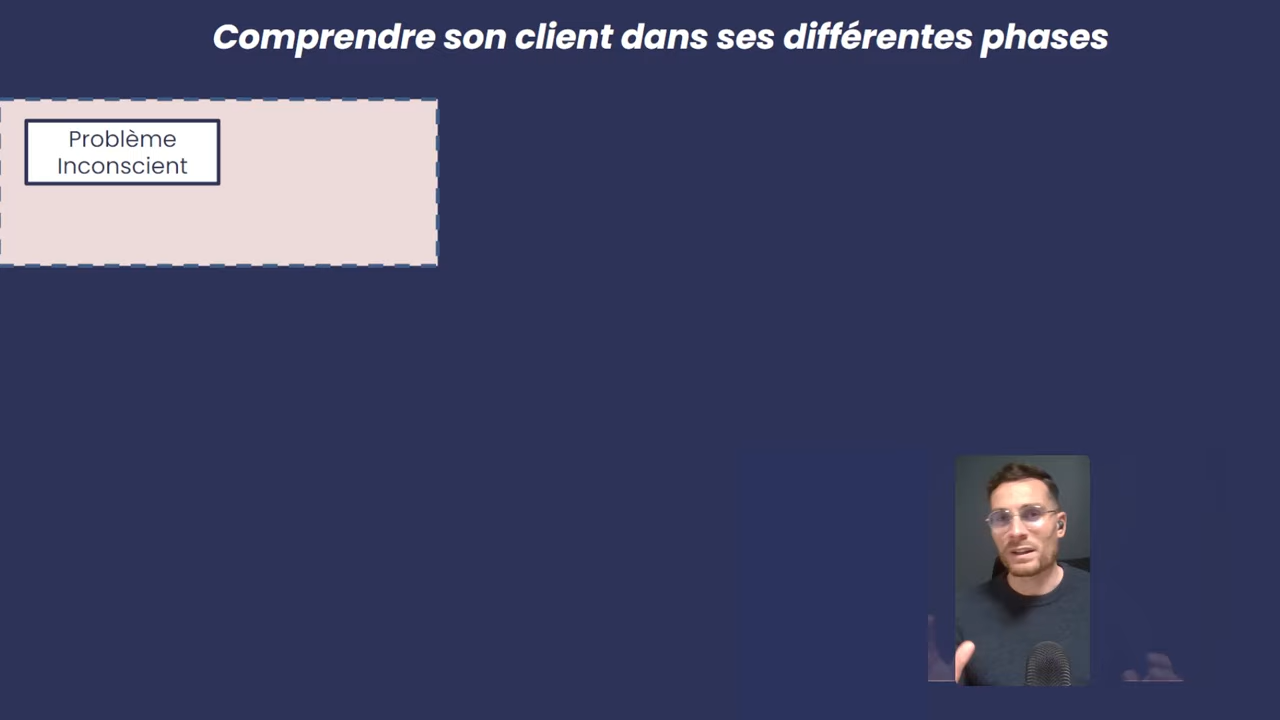 Comprendre son client dans ses différentes phases
Problème
Inconscient